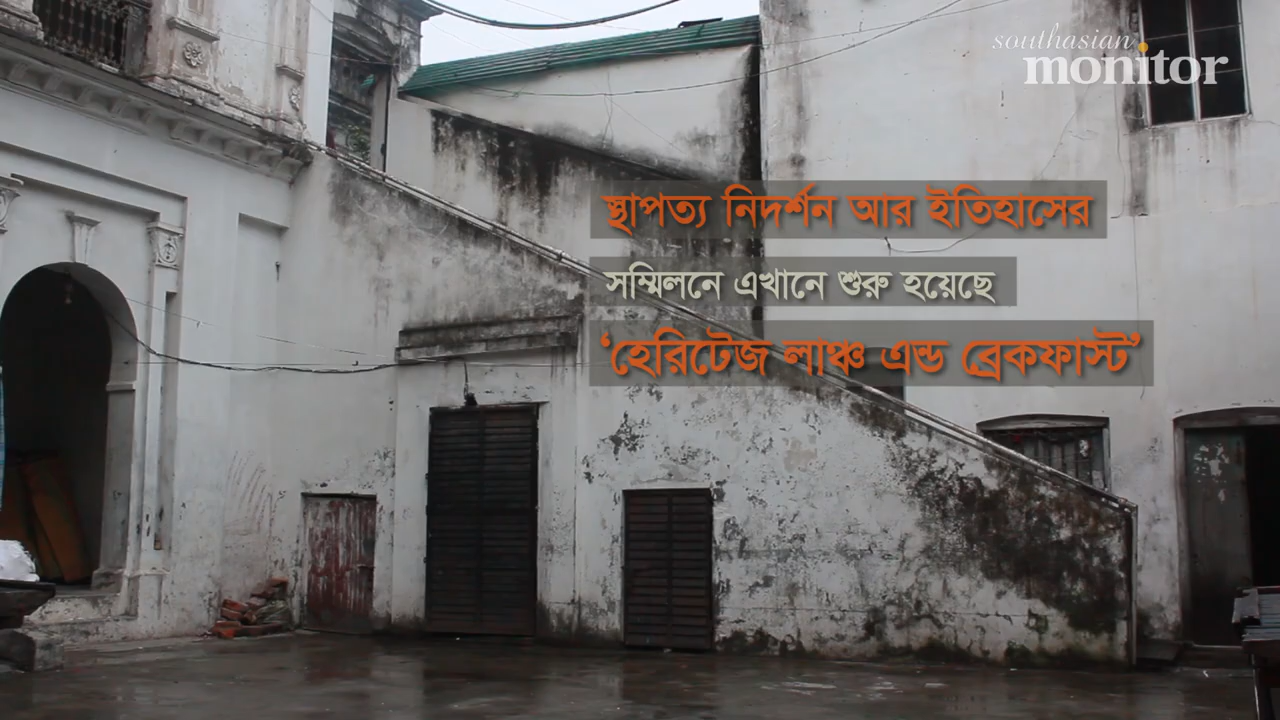 southasian
monitor
স্থাপত্য নিদর্শন আর ইতিহাসের
সম্মিলনে এখানে শুরু হয়েছে
‘হেরিটেজ লাঞ্চ এন্ড ব্রেকফাস্ট’